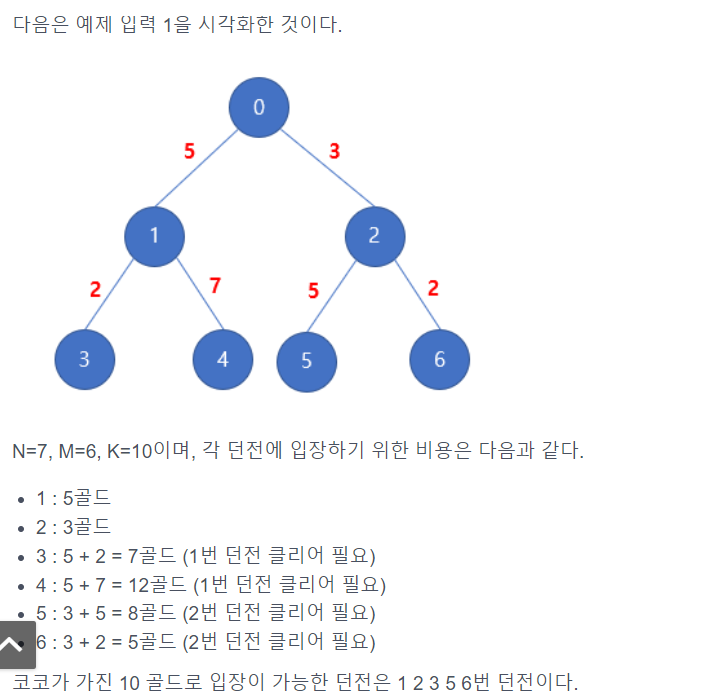 다음은 예제 입력 1을 시각화한 것이다.
0
5
3
1
2
2
7
5
2
3
4
5
6
N=7, M=6, K=10이며, 각 던전에 입장하기 위한 비용은 다음과 같다.
1 : 5골드
2 : 3골드
3 : 5 + 2 = 7골드 (1번 던전 클리어 필요)
4 : 5 + 7 = 12골드 (1번 던전 클리어 필요)
5 : 3 + 5 = 8골드 (2번 던전 클리어 필요)
6 : 3 + 2 = 5골드 (2번 던전 클리어 필요)
코코가 가진 10 골드로 입장이 가능한 던전은 1 2 3 5 6번 던전이다.